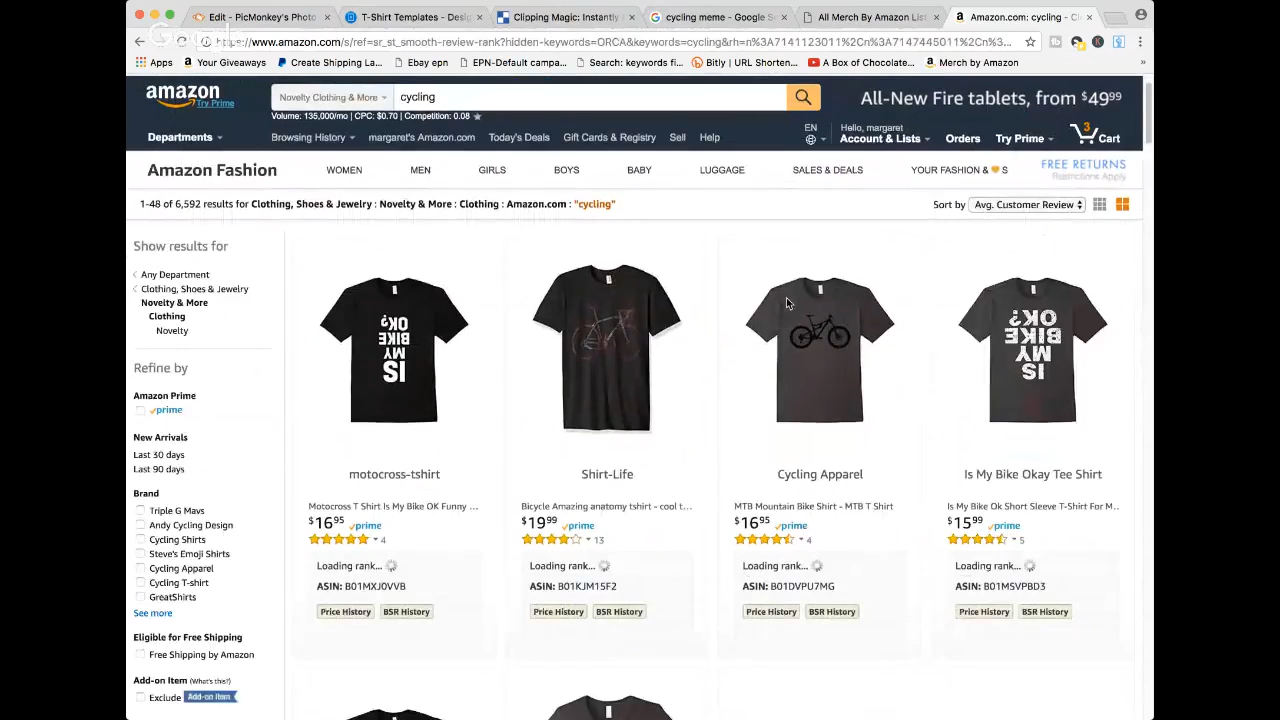 Edit - PicMonkey's Photo
T-Shirt Templates - Desig
Clipping Magic: Instantly
cycling meme - Google S
All Merch By Amazon List
Amazon.com: cycling - Cl
Google
https://www.amazon.com/s/ref=sr_st_smooth-review-rank?hidden-keywords=ORCA&keywords=cycling&rh=n%3A7141123011%2Cn%3A7147445011%2Cn%3...
Apps
Your Giveaways
Create Shipping La...
Ebay epn
EPN-Default campa...
Search: keywords fi...
Bitly | URL Shorten...
A Box of Chocolate...
Merch by Amazon
»
amazon
Try Prime
Novelty Clothing & More
cycling
All-New Fire tablets, from $49.99
Volume: 135,000/mo | CPC: $0.70 | Competition: 0.08
Departments
Browsing History
margaret's Amazon.com
Today's Deals
Gift Cards & Registry
Sell
Help
EN
Hello, margaret
Account & Lists
Orders
Try Prime
3
Cart
Amazon Fashion
WOMEN
MEN
GIRLS
BOYS
BABY
LUGGAGE
SALES & DEALS
YOUR FASHION & S
FREE RETURNS
Restrictions Apply
1-48 of 6,592 results for Clothing, Shoes & Jewelry : Novelty & More : Clothing : Amazon.com : "cycling"
Sort by
Avg. Customer Review
Show results for
Any Department
Clothing, Shoes & Jewelry
Novelty & More
Clothing
Novelty
Refine by
Amazon Prime
prime
New Arrivals
Last 30 days
Last 90 days
Brand
Triple G Mavs
Andy Cycling Design
Cycling Shirts
Steve's Emoji Shirts
Cycling Apparel
Cycling T-shirt
GreatShirts
See more
Eligible for Free Shipping
Free Shipping by Amazon
Add-on Item (What's this?)
Exclude Add-on Item
OK?
BIKE
MY
IS
motocross-tshirt
Motocross T Shirt Is My Bike OK Funny ...
$16.95 prime
4
Loading rank...
ASIN: B01MXJ0VVB
Price History
BSR History
Shirt-Life
Bicycle Amazing anatomy tshirt - cool t...
$19.99 prime
13
Loading rank...
ASIN: B01KJM15F2
Price History
BSR History
Cycling Apparel
MTB Mountain Bike Shirt - MTB T Shirt
$16.95 prime
4
Loading rank...
ASIN: B01DVPU7MG
Price History
BSR History
OK?
BIKE
MY
IS
Is My Bike Okay Tee Shirt
Is My Bike Ok Short Sleeve T-Shirt For M...
$15.99 prime
5
Loading rank...
ASIN: B01MSVPBD3
Price History
BSR History